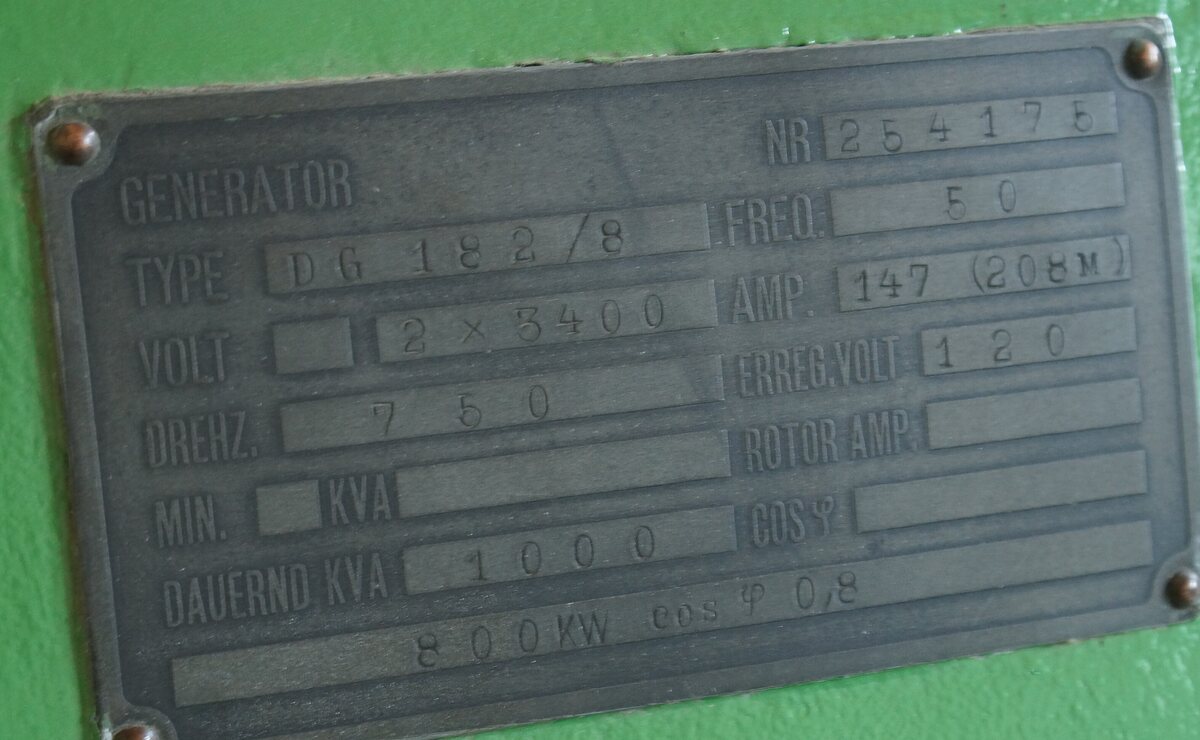 NR 254175
GENERATOR
TYPE DG 182/8 FREQ. 50
VOLT 2 × 3400 AMP. 147 (208M)
DREHZ. 750 ERREG.VOLT 120
MIN. KVA ROTOR AMP.
DAUERND KVA 1000 COS φ
800KW cos φ 0,8